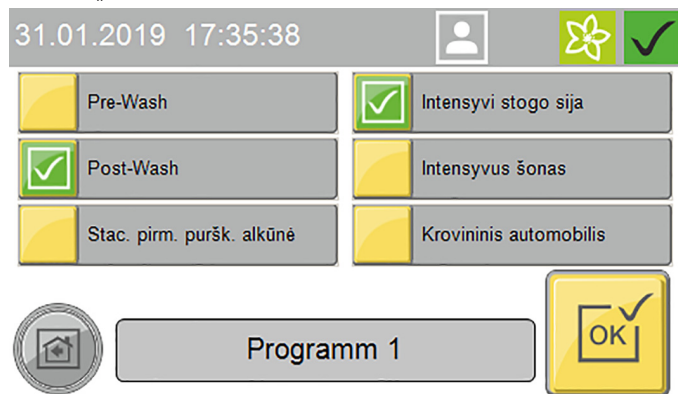 31.01.2019 17:35:38
Pre-Wash
Intensyvi stogo sija
Post-Wash
Intensyvus šonas
Stac. pirm. puršk. alkūnė
Krovininis automobilis
Programm 1
OK